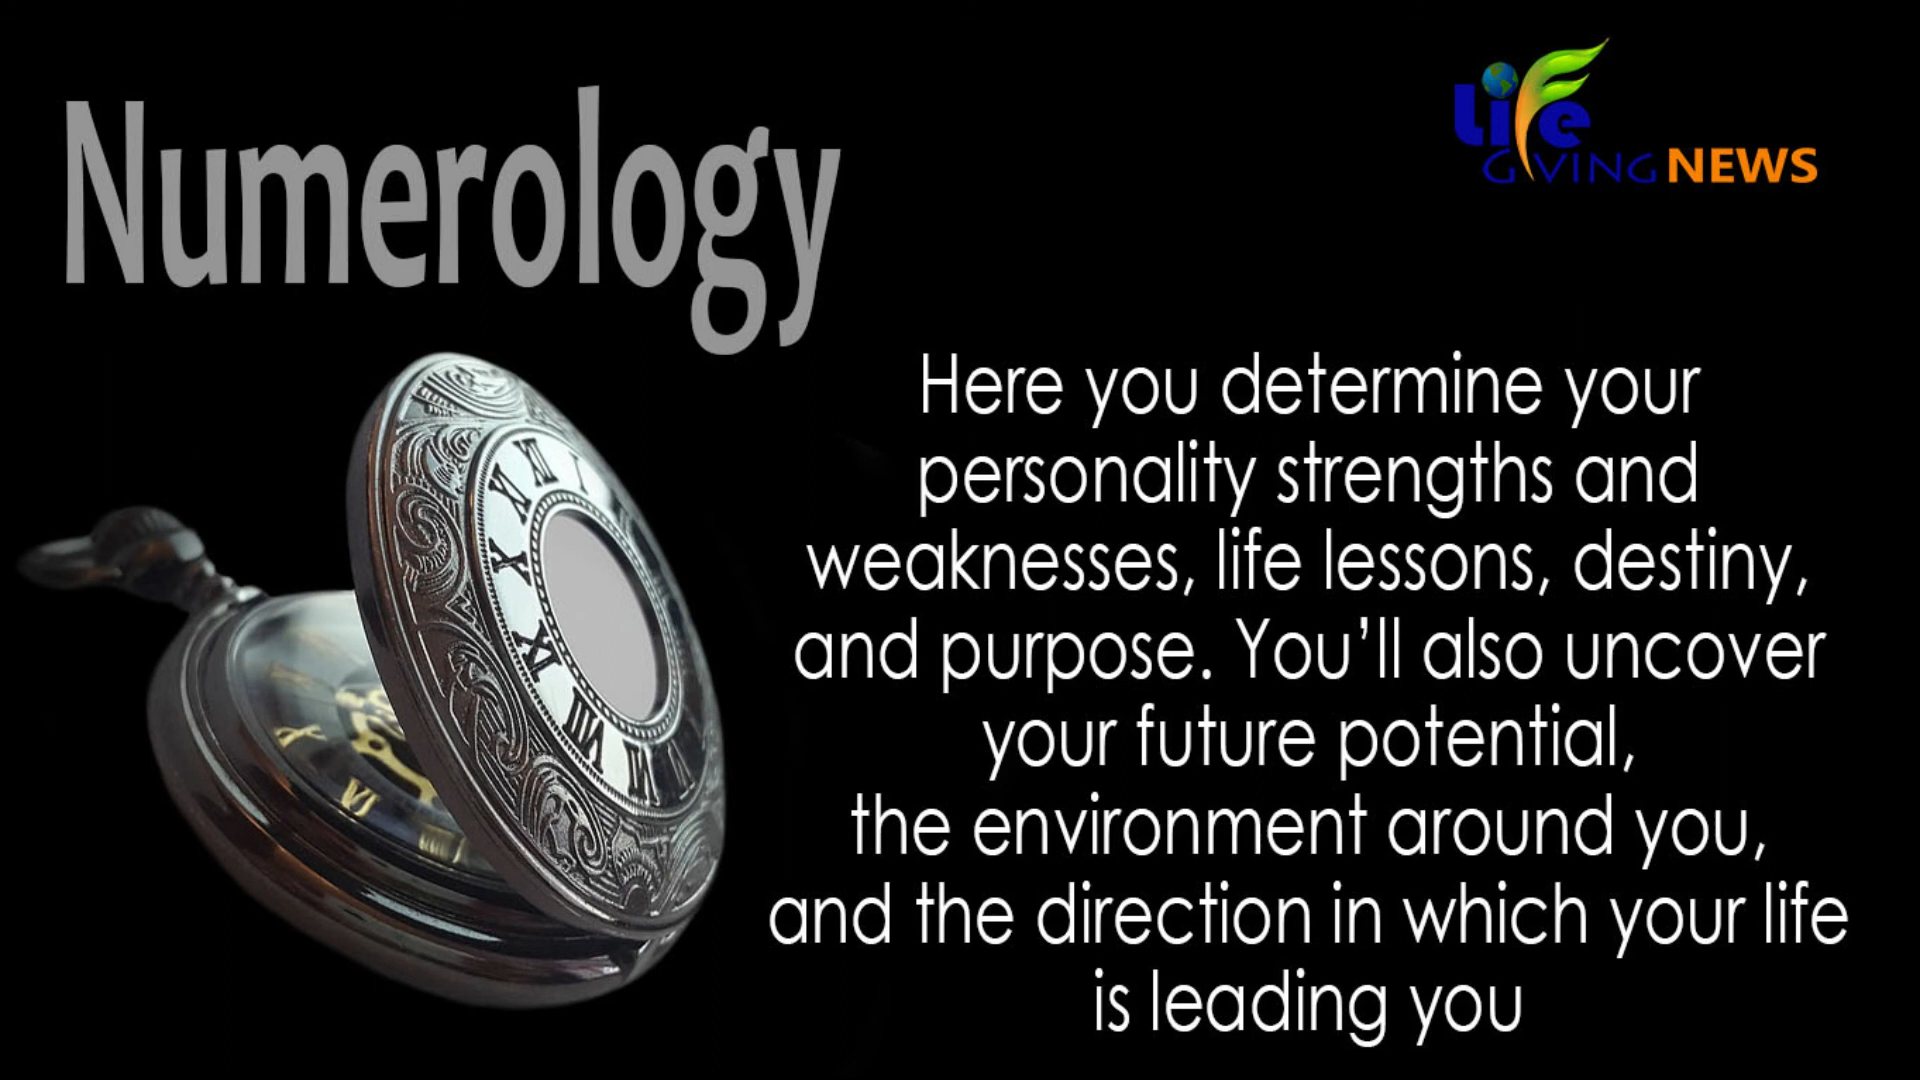 Numerology
Life
GIVING NEWS
Here you determine your
personality strengths and
weaknesses, life lessons, destiny,
and purpose. You’ll also uncover
your future potential,
the environment around you,
and the direction in which your life
is leading you